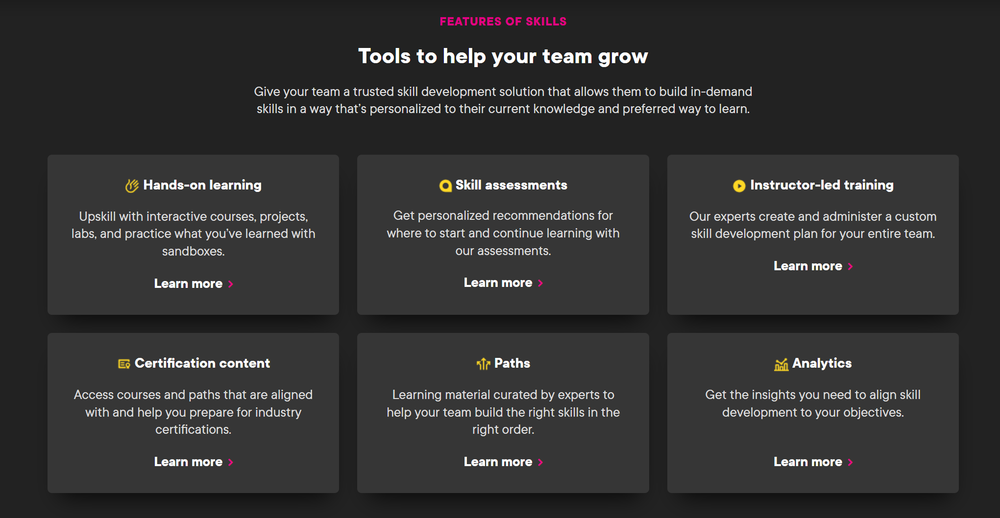 FEATURES OF SKILLS
Tools to help your team grow
Give your team a trusted skill development solution that allows them to build in-demand
skills in a way that’s personalized to their current knowledge and preferred way to learn.
Hands-on learning
Upskill with interactive courses, projects,
labs, and practice what you’ve learned with
sandboxes.
Learn more
Skill assessments
Get personalized recommendations for
where to start and continue learning with
our assessments.
Learn more
Instructor-led training
Our experts create and administer a custom
skill development plan for your entire team.
Learn more
Certification content
Access courses and paths that are aligned
with and help you prepare for industry
certifications.
Learn more
Paths
Learning material curated by experts to
help your team build the right skills in the
right order.
Learn more
Analytics
Get the insights you need to align skill
development to your objectives.
Learn more